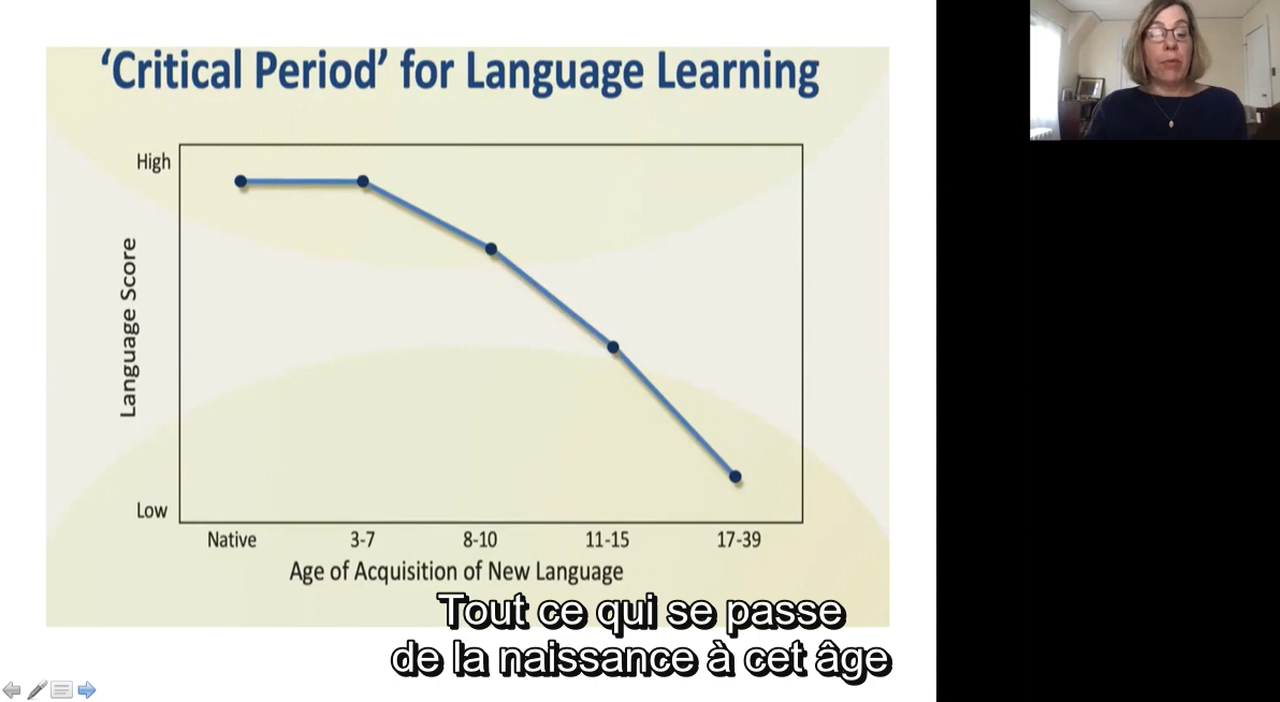 ‘Critical Period’ for Language Learning
High
Language Score
Low
Native 3-7 8-10 11-15 17-39
Age of Acquisition of New Language
Tout ce qui se passe
de la naissance à cet âge